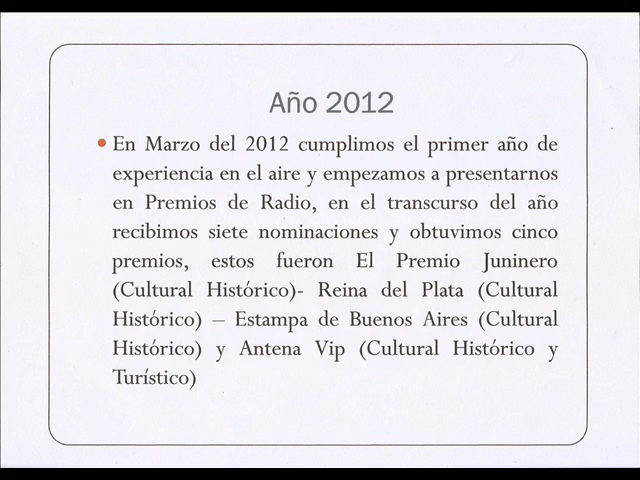 Año 2012
• En Marzo del 2012 cumplimos el primer año de
experiencia en el aire y empezamos a presentarnos
en Premios de Radio, en el transcurso del año
recibimos siete nominaciones y obtuvimos cinco
premios, estos fueron El Premio Juninero
(Cultural Histórico)- Reina del Plata (Cultural
Histórico) – Estampa de Buenos Aires (Cultural
Histórico) y Antena Vip (Cultural Histórico y
Turístico)